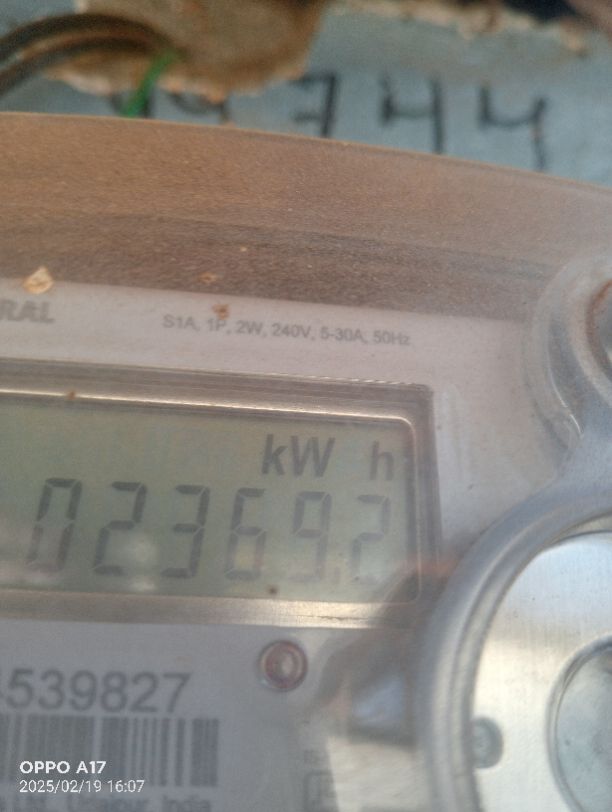 744
RAL
S1A, 1P, 2W, 240V, 5-30A, 50Hz
kW h
02369.2
539827
India
OPPO A17
2025/02/19 16:07